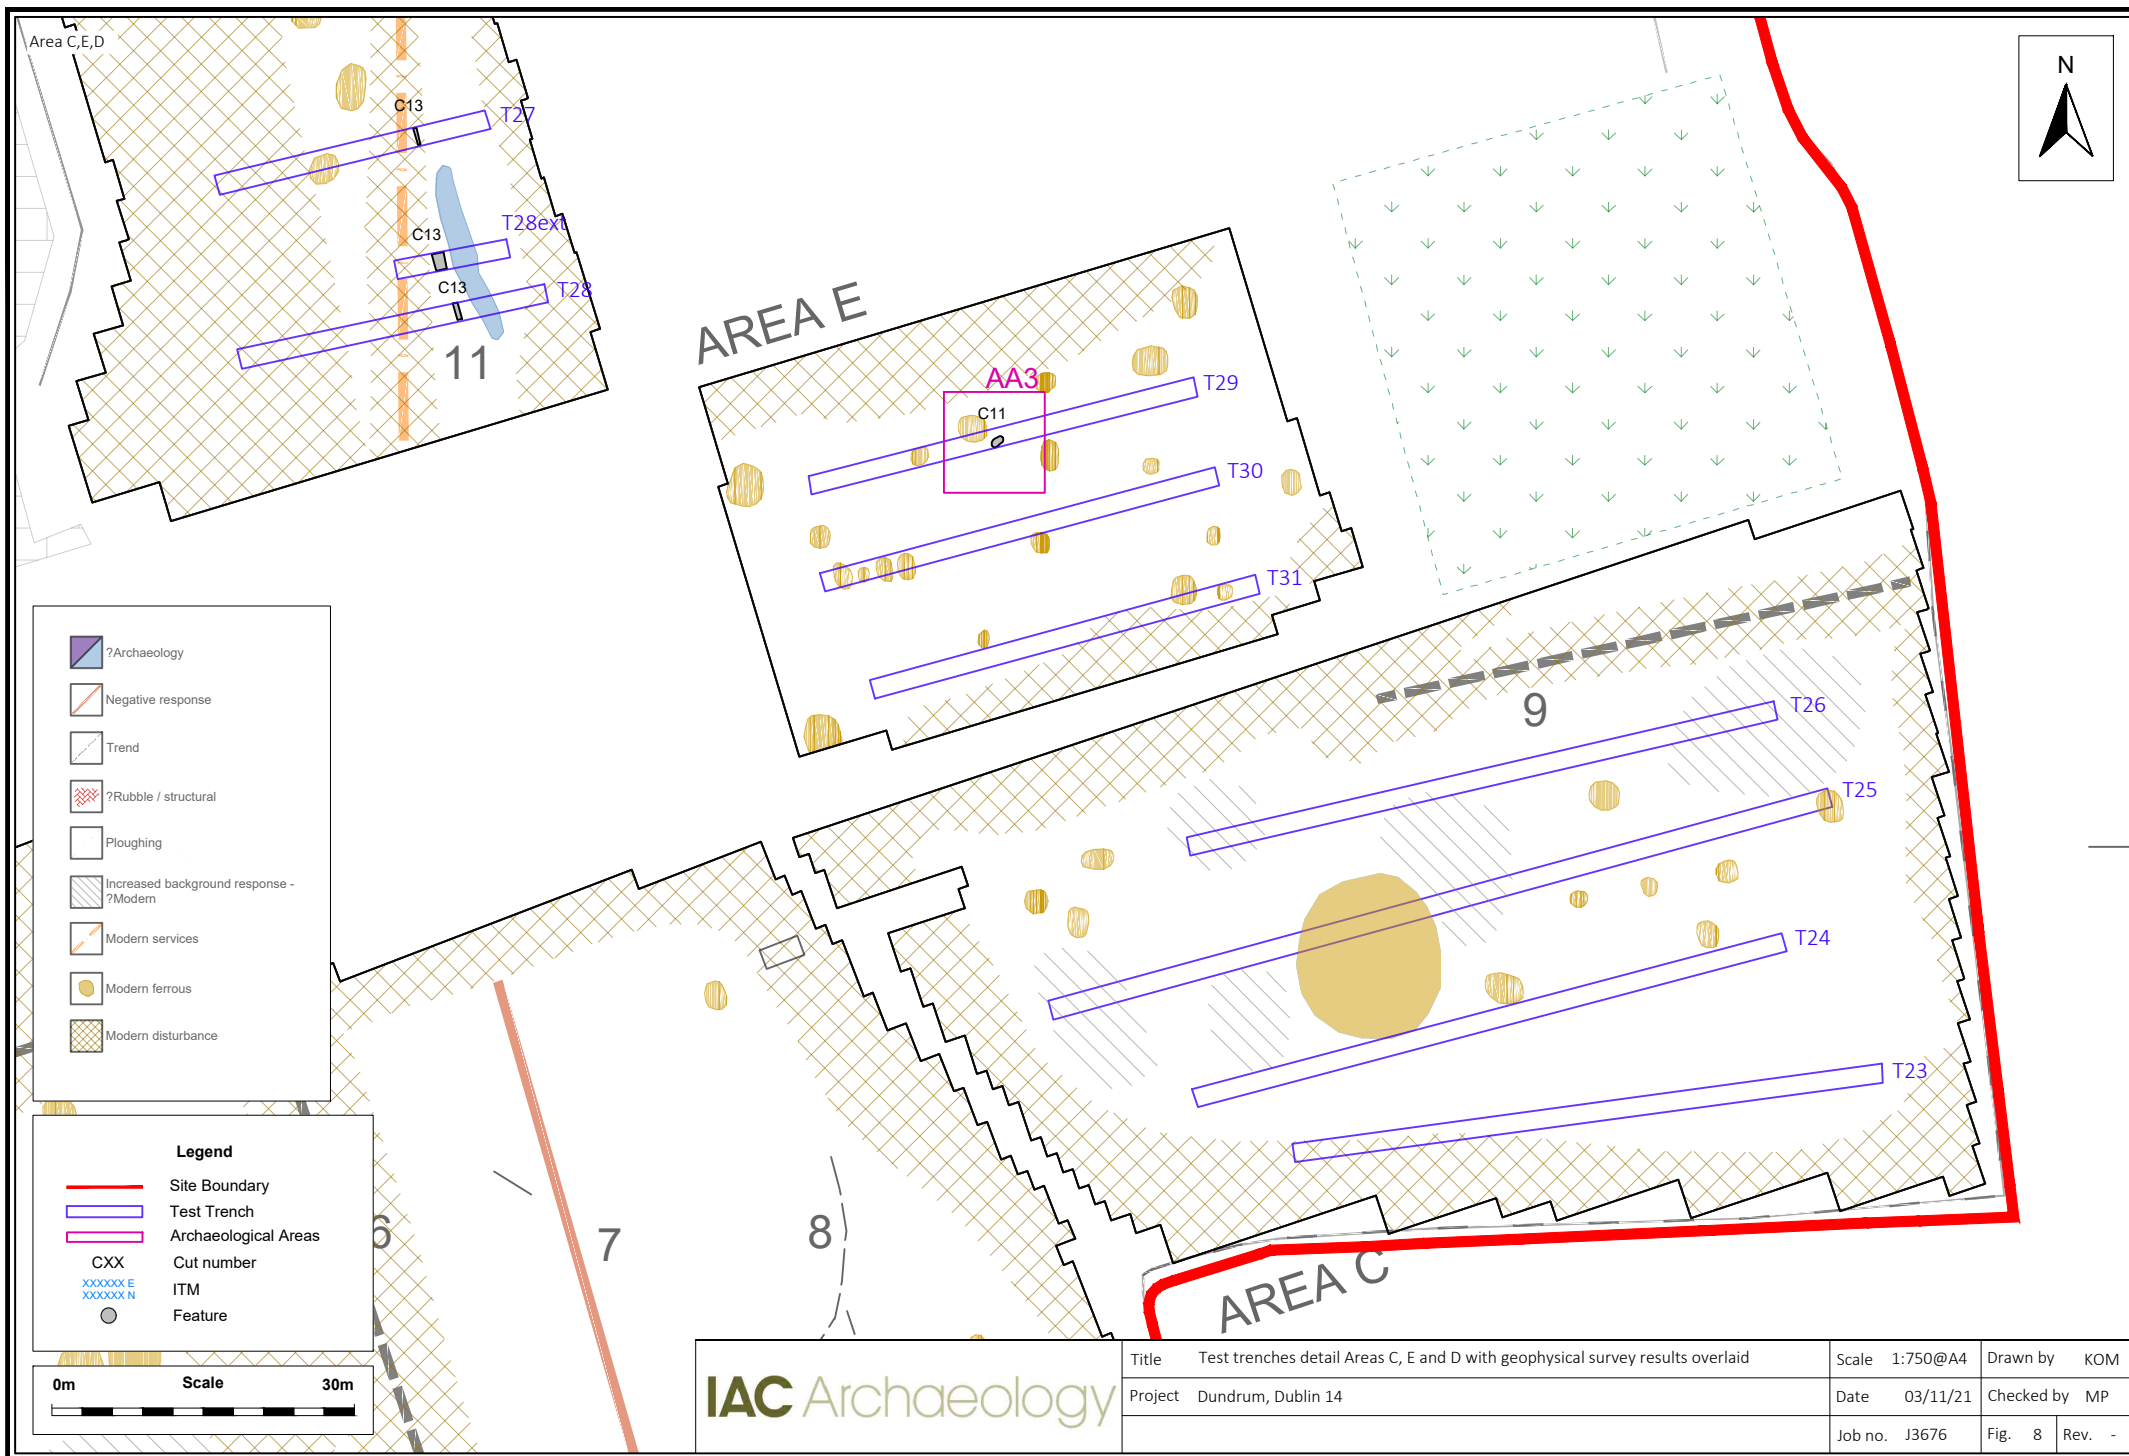 Area C,E,D
N
C13
T27
C13
T28ext
C13
T28
11
AREA E
AA3
C11
T29
T30
T31
9
T26
T25
T24
T23
?Archaeology
Negative response
Trend
?Rubble / structural
Ploughing
Increased background response -
?Modern
Modern services
Modern ferrous
Modern disturbance
Legend
Site Boundary
Test Trench
Archaeological Areas
CXX Cut number
XXXXXX E
XXXXXX N
ITM
Feature
6
7
8
AREA C
0m Scale 30m
IAC Archaeology
Title Test trenches detail Areas C, E and D with geophysical survey results overlaid
Project Dundrum, Dublin 14
Scale 1:750@A4 Drawn by KOM
Date 03/11/21 Checked by MP
Job no. J3676 Fig. 8 Rev. -